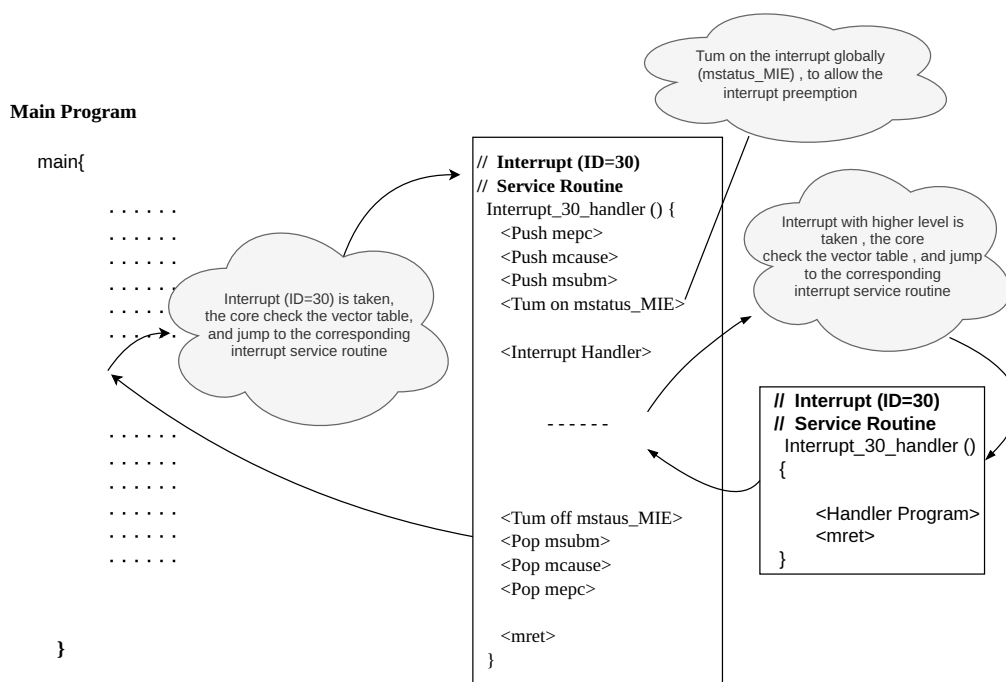 Main Program
main{
. . . . . .
. . . . . .
. . . . . .
. . . . . .
. . . . . .
. . . . . .
. . . . . .
. . . . . .
. . . . . .
. . . . . .
. . . . . .
. . . . . .
}
Interrupt (ID=30) is taken,
the core check the vector table,
and jump to the corresponding
interrupt service routine
// Interrupt (ID=30)
// Service Routine
Interrupt_30_handler () {
<Push mepc>
<Push mcause>
<Push msubm>
<Tum on mstatus_MIE>
<Interrupt Handler>
- - - - - -
<Tum off mstaus_MIE>
<Pop msubm>
<Pop mcause>
<Pop mepc>
<mret>
}
Tum on the interrupt globally
(mstatus_MIE) , to allow the
interrupt preemption
Interrupt with higher level is
taken , the core
check the vector table , and jump
to the corresponding
interrupt service routine
// Interrupt (ID=30)
// Service Routine
Interrupt_30_handler ()
{
<Handler Program>
<mret>
}